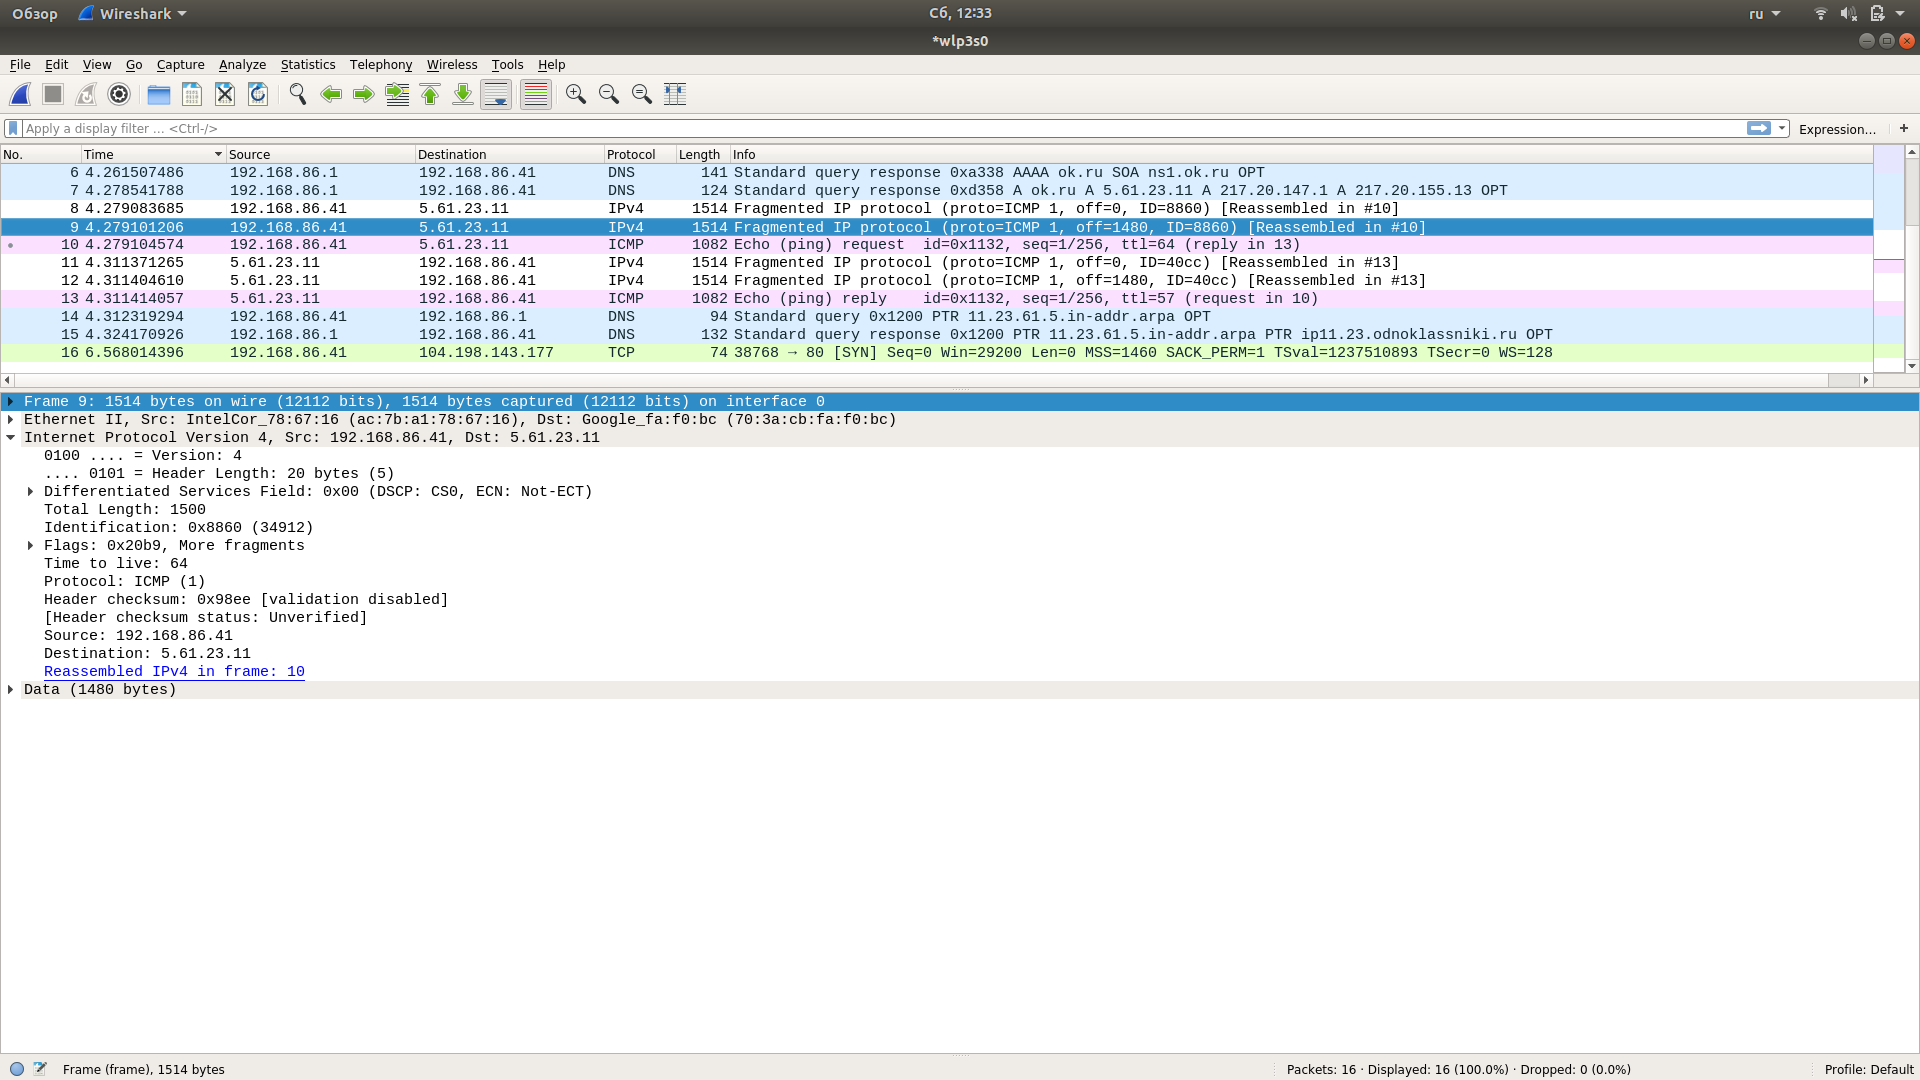 Обзор Wireshark Сб, 12:33 ru
*wlp3s0
File Edit View Go Capture Analyze Statistics Telephony Wireless Tools Help
Apply a display filter ... <Ctrl-/> Expression... +
No. Time Source Destination Protocol Length Info
6 4.261507486 192.168.86.1 192.168.86.41 DNS 141 Standard query response 0xa338 AAAA ok.ru SOA ns1.ok.ru OPT
7 4.278541788 192.168.86.1 192.168.86.41 DNS 124 Standard query response 0xd358 A ok.ru A 5.61.23.11 A 217.20.147.1 A 217.20.155.13 OPT
8 4.279083685 192.168.86.41 5.61.23.11 IPv4 1514 Fragmented IP protocol (proto=ICMP 1, off=0, ID=8860) [Reassembled in #10]
9 4.279101206 192.168.86.41 5.61.23.11 IPv4 1514 Fragmented IP protocol (proto=ICMP 1, off=1480, ID=8860) [Reassembled in #10]
10 4.279104574 192.168.86.41 5.61.23.11 ICMP 1082 Echo (ping) request id=0x1132, seq=1/256, ttl=64 (reply in 13)
11 4.311371265 5.61.23.11 192.168.86.41 IPv4 1514 Fragmented IP protocol (proto=ICMP 1, off=0, ID=40cc) [Reassembled in #13]
12 4.311404610 5.61.23.11 192.168.86.41 IPv4 1514 Fragmented IP protocol (proto=ICMP 1, off=1480, ID=40cc) [Reassembled in #13]
13 4.311414057 5.61.23.11 192.168.86.41 ICMP 1082 Echo (ping) reply id=0x1132, seq=1/256, ttl=57 (request in 10)
14 4.312319294 192.168.86.41 192.168.86.1 DNS 94 Standard query 0x1200 PTR 11.23.61.5.in-addr.arpa OPT
15 4.324170926 192.168.86.1 192.168.86.41 DNS 132 Standard query response 0x1200 PTR 11.23.61.5.in-addr.arpa PTR ip11.23.odnoklassniki.ru OPT
16 6.568014396 192.168.86.41 104.198.143.177 TCP 74 38768 → 80 [SYN] Seq=0 Win=29200 Len=0 MSS=1460 SACK_PERM=1 TSval=1237510893 TSecr=0 WS=128
Frame 9: 1514 bytes on wire (12112 bits), 1514 bytes captured (12112 bits) on interface 0
Ethernet II, Src: IntelCor_78:67:16 (ac:7b:a1:78:67:16), Dst: Google_fa:f0:bc (70:3a:cb:fa:f0:bc)
Internet Protocol Version 4, Src: 192.168.86.41, Dst: 5.61.23.11
0100 .... = Version: 4
.... 0101 = Header Length: 20 bytes (5)
Differentiated Services Field: 0x00 (DSCP: CS0, ECN: Not-ECT)
Total Length: 1500
Identification: 0x8860 (34912)
Flags: 0x20b9, More fragments
Time to live: 64
Protocol: ICMP (1)
Header checksum: 0x98ee [validation disabled]
[Header checksum status: Unverified]
Source: 192.168.86.41
Destination: 5.61.23.11
Reassembled IPv4 in frame: 10
Data (1480 bytes)
Frame (frame), 1514 bytes Packets: 16 · Displayed: 16 (100.0%) · Dropped: 0 (0.0%) Profile: Default